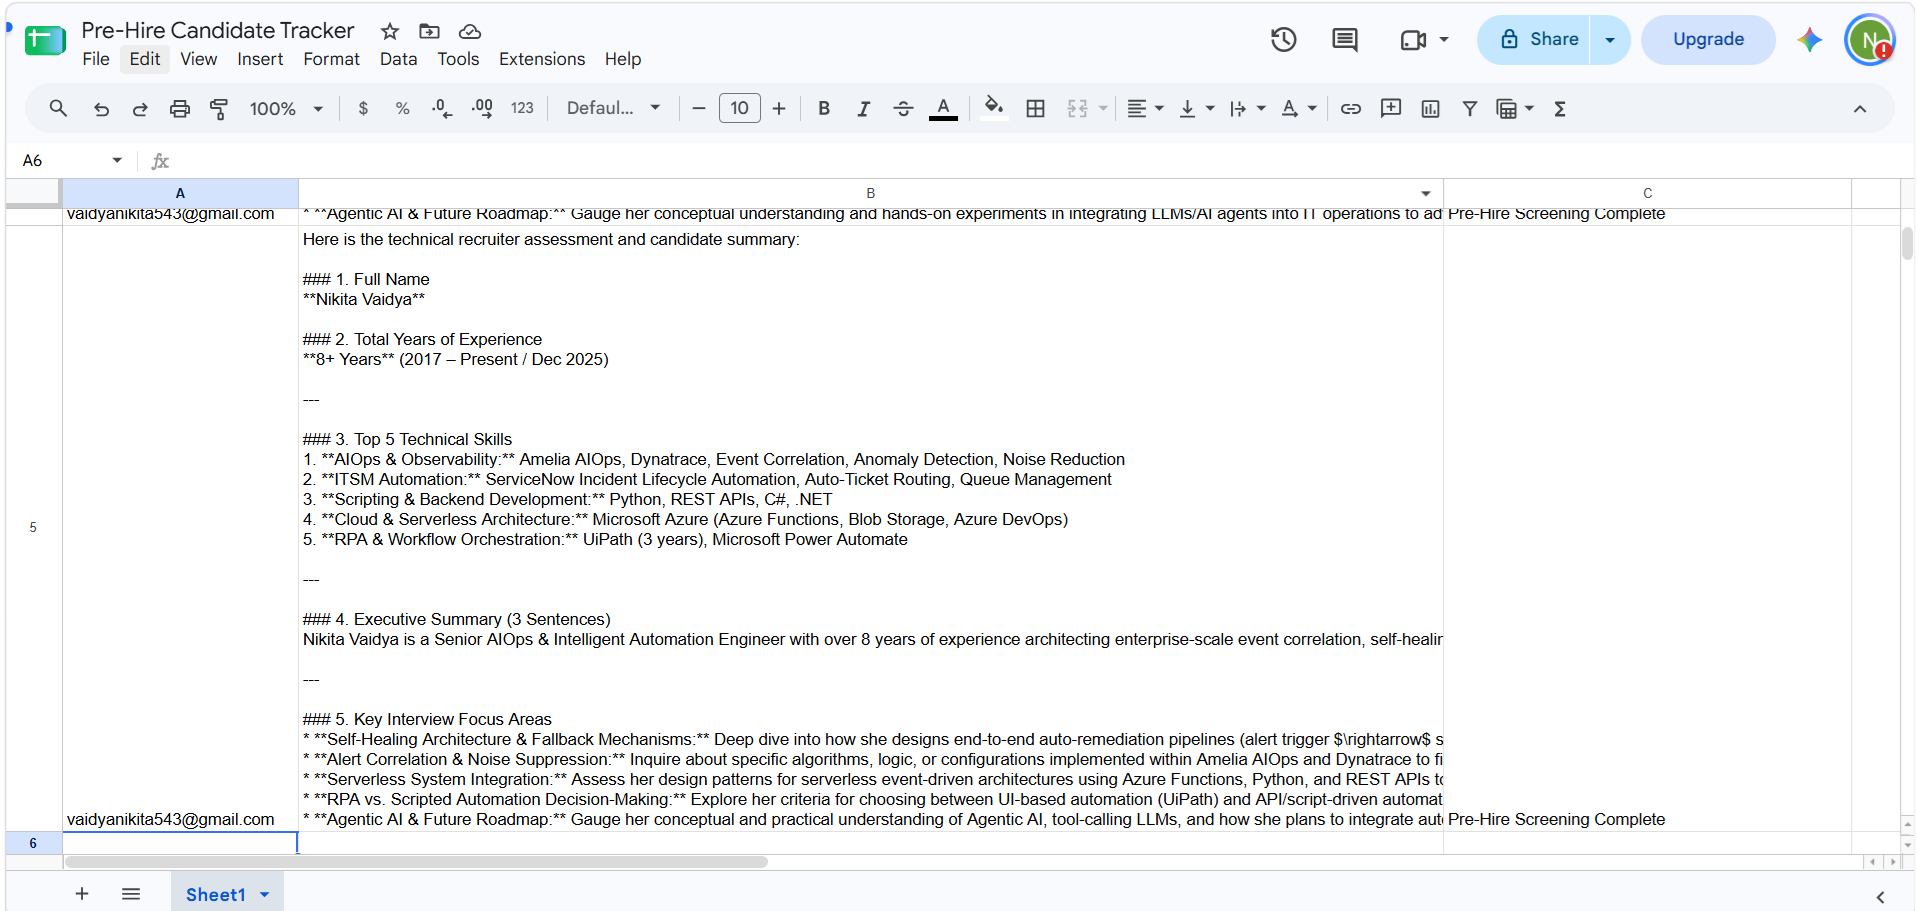 Pre-Hire Candidate Tracker
File Edit View Insert Format Data Tools Extensions Help
Share
Upgrade
N
100%
$ % .0 .00 123
Defaul...
10
B I A
A6
fx
A B C
vaidyanikita543@gmail.com * **Agentic AI & Future Roadmap:** Gauge her conceptual understanding and hands-on experiments in integrating LLMs/AI agents into IT operations to ad Pre-Hire Screening Complete
Here is the technical recruiter assessment and candidate summary:
### 1. Full Name
**Nikita Vaidya**
### 2. Total Years of Experience
**8+ Years** (2017 – Present / Dec 2025)
---
### 3. Top 5 Technical Skills
1. **AIOps & Observability:** Amelia AIOps, Dynatrace, Event Correlation, Anomaly Detection, Noise Reduction
2. **ITSM Automation:** ServiceNow Incident Lifecycle Automation, Auto-Ticket Routing, Queue Management
3. **Scripting & Backend Development:** Python, REST APIs, C#, .NET
5
4. **Cloud & Serverless Architecture:** Microsoft Azure (Azure Functions, Blob Storage, Azure DevOps)
5. **RPA & Workflow Orchestration:** UiPath (3 years), Microsoft Power Automate
---
### 4. Executive Summary (3 Sentences)
Nikita Vaidya is a Senior AIOps & Intelligent Automation Engineer with over 8 years of experience architecting enterprise-scale event correlation, self-healin
---
### 5. Key Interview Focus Areas
* **Self-Healing Architecture & Fallback Mechanisms:** Deep dive into how she designs end-to-end auto-remediation pipelines (alert trigger $\rightarrow$ s
* **Alert Correlation & Noise Suppression:** Inquire about specific algorithms, logic, or configurations implemented within Amelia AIOps and Dynatrace to fi
* **Serverless System Integration:** Assess her design patterns for serverless event-driven architectures using Azure Functions, Python, and REST APIs to
* **RPA vs. Scripted Automation Decision-Making:** Explore her criteria for choosing between UI-based automation (UiPath) and API/script-driven automat
vaidyanikita543@gmail.com * **Agentic AI & Future Roadmap:** Gauge her conceptual and practical understanding of Agentic AI, tool-calling LLMs, and how she plans to integrate auto Pre-Hire Screening Complete
6
Sheet1